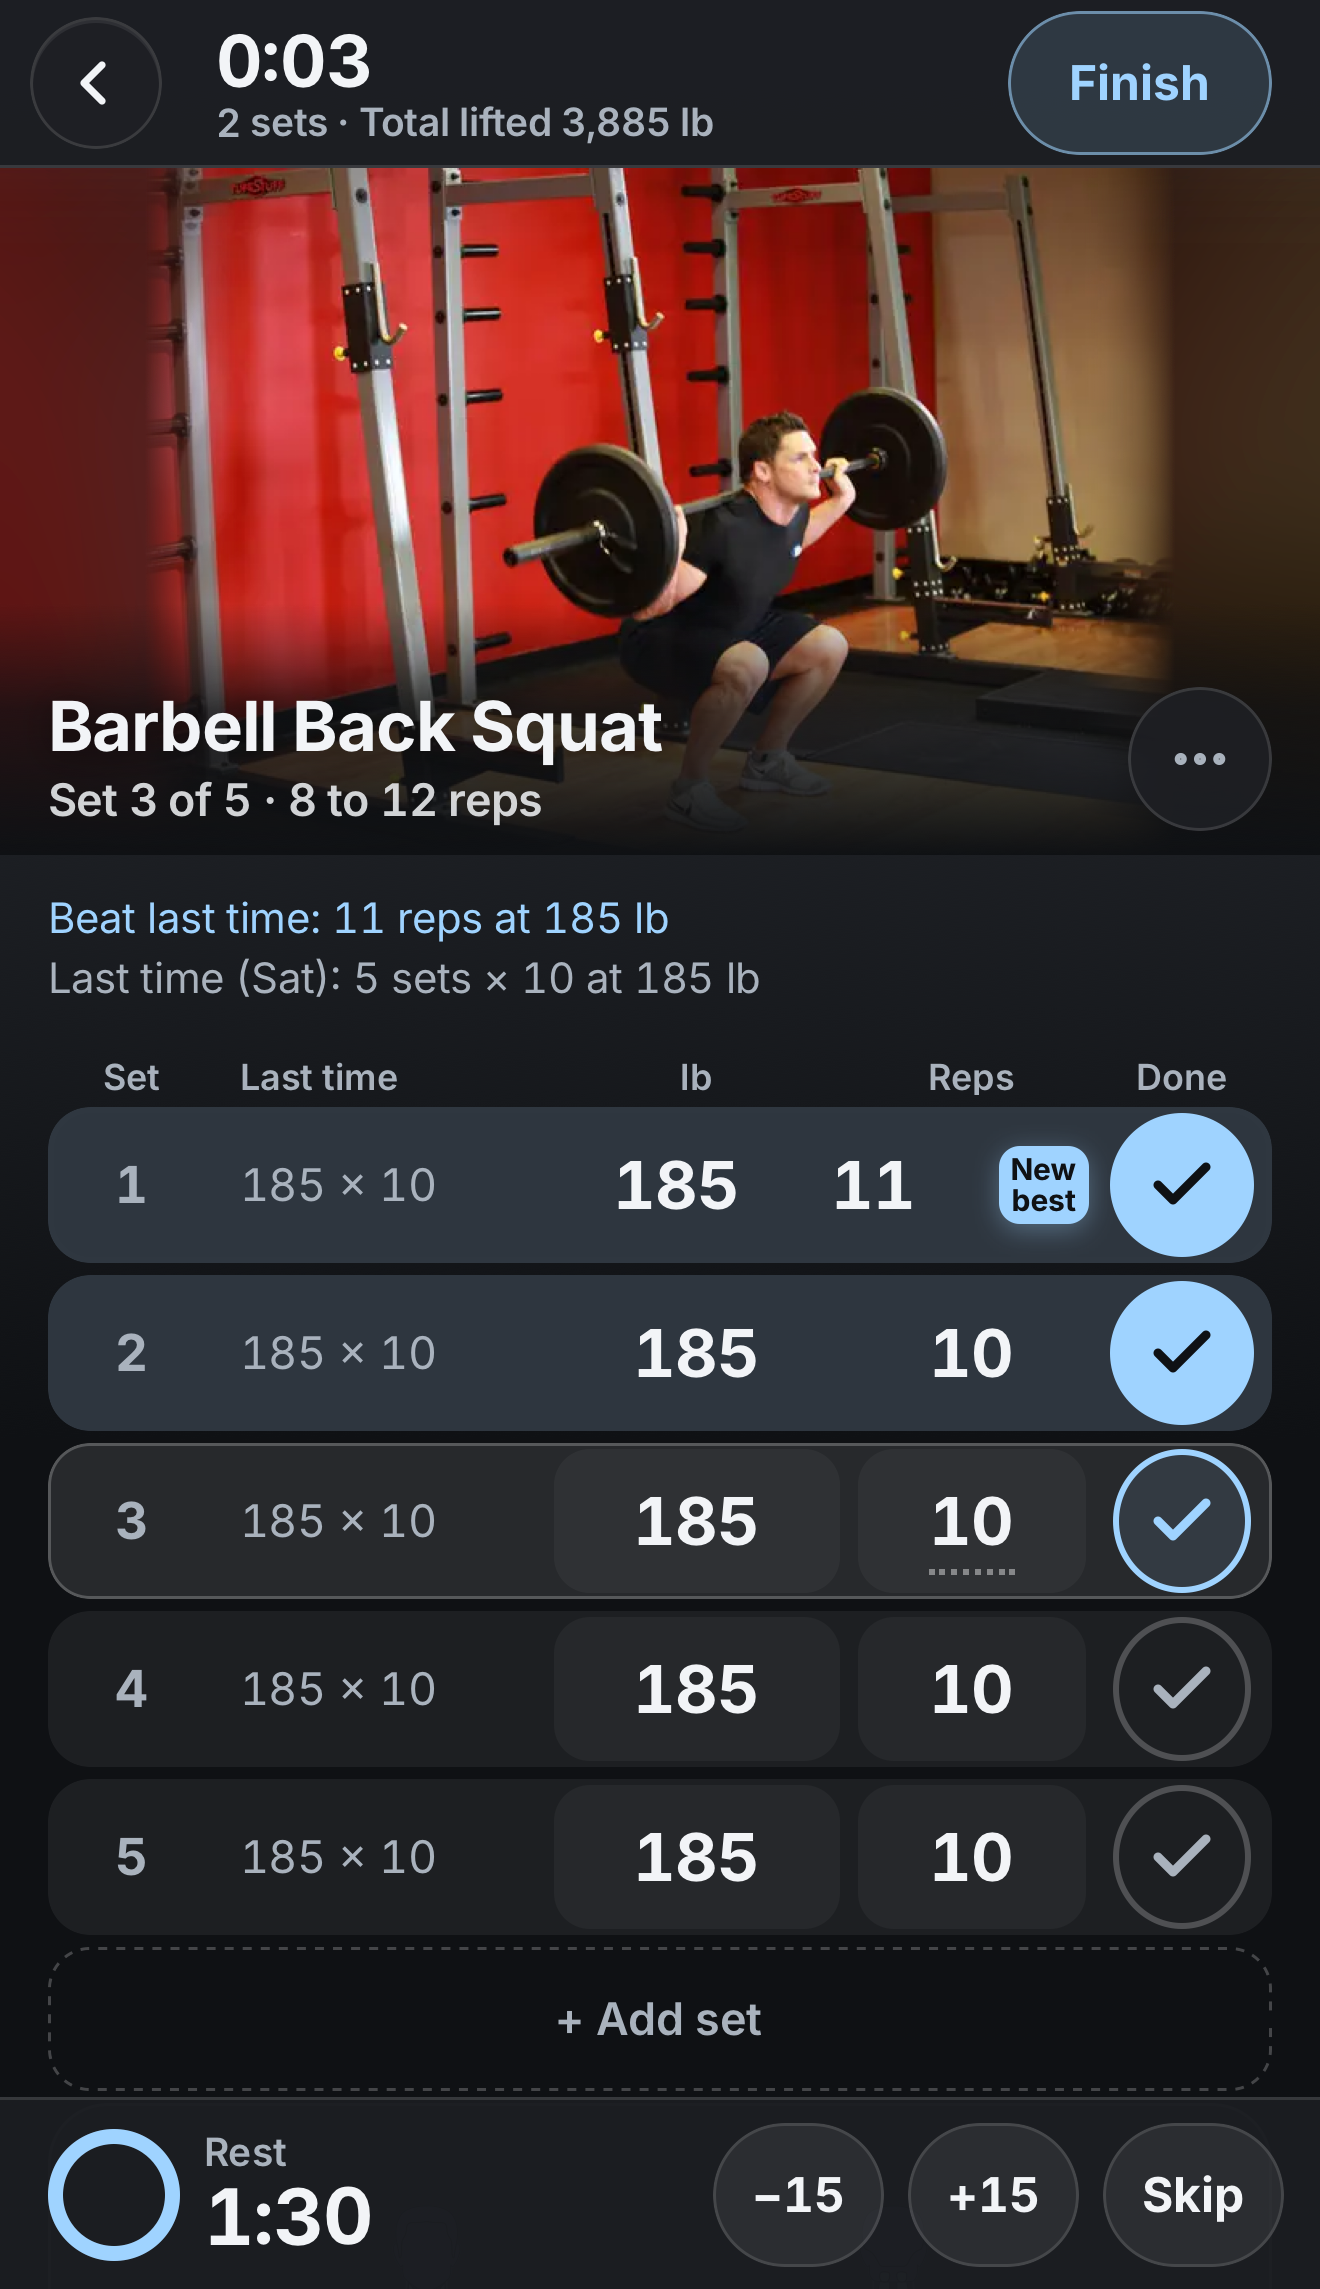 0:03
2 sets · Total lifted 3,885 lb
Finish
Barbell Back Squat
Set 3 of 5 · 8 to 12 reps
Beat last time: 11 reps at 185 lb
Last time (Sat): 5 sets × 10 at 185 lb
Set Last time lb Reps Done
1 185 × 10 185 11 New best
2 185 × 10 185 10
3 185 × 10 185 10
4 185 × 10 185 10
5 185 × 10 185 10
+ Add set
Rest
1:30
−15 +15 Skip